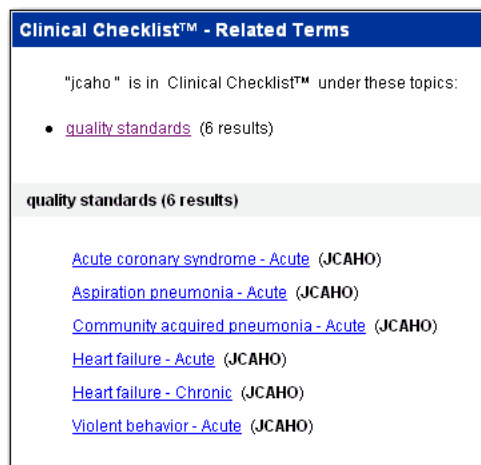 Clinical Checklist™ - Related Terms
"jcaho " is in Clinical Checklist™ under these topics:
• quality standards (6 results)
quality standards (6 results)
Acute coronary syndrome - Acute (JCAHO)
Aspiration pneumonia - Acute (JCAHO)
Community acquired pneumonia - Acute (JCAHO)
Heart failure - Acute (JCAHO)
Heart failure - Chronic (JCAHO)
Violent behavior - Acute (JCAHO)